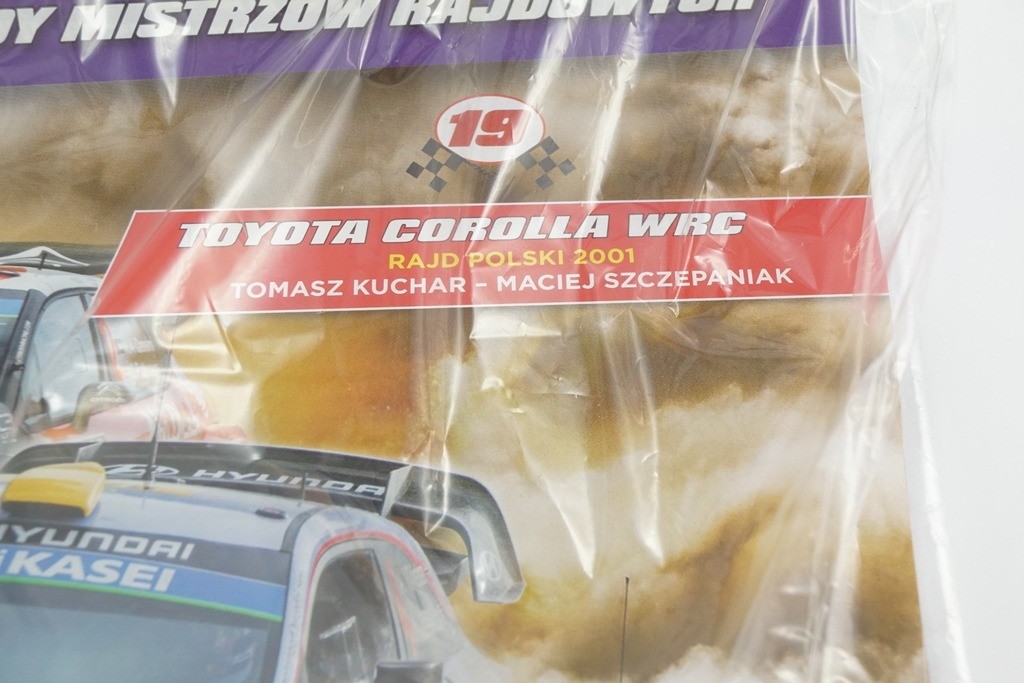 DY MISTRZÓW RAJDOWYCH
19
TOYOTA COROLLA WRC
RAJD POLSKI 2001
TOMASZ KUCHAR – MACIEJ SZCZEPANIAK
HYUNDAI
HYUNDAI
KASEI